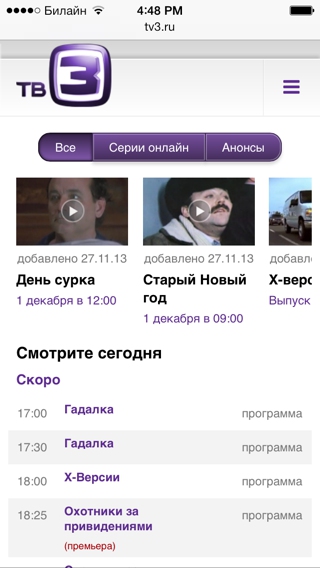 Билайн 4:48 PM
tv3.ru
ТВ 3
Все Серии онлайн Анонсы
добавлено 27.11.13 добавлено 27.11.13 добавле
День сурка Старый Новый год Х-верс
1 декабря в 12:00 1 декабря в 09:00 Выпуск
Смотрите сегодня
Скоро
17:00 Гадалка программа
17:30 Гадалка программа
18:00 Х-Версии программа
18:25 Охотники за программа
привидениями
(премьера)